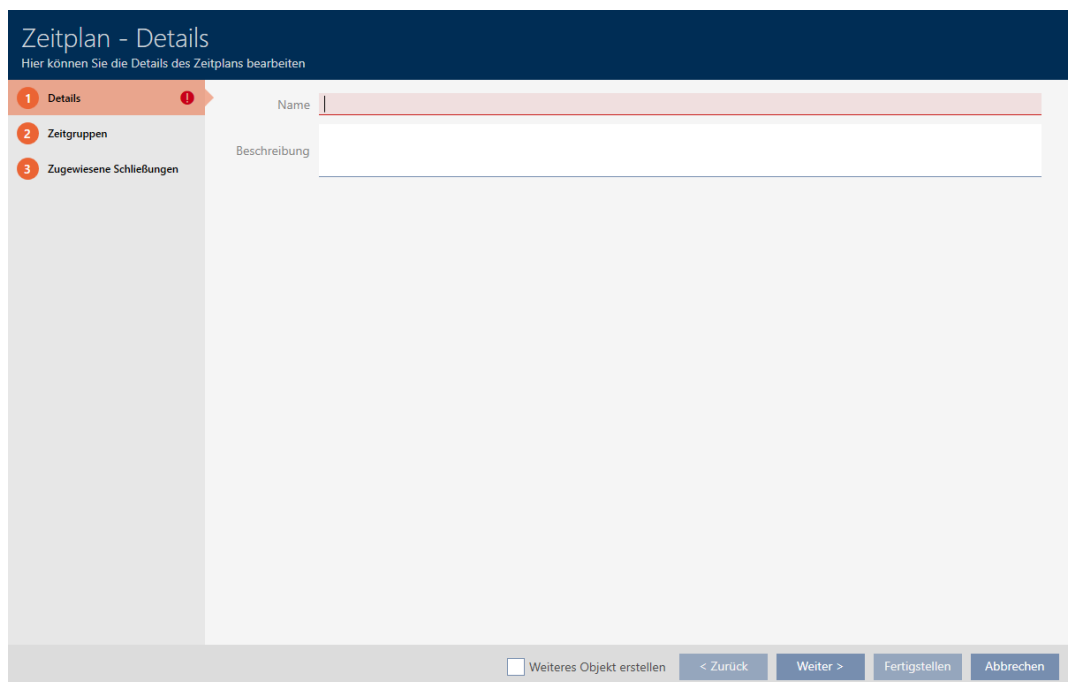 Zeitplan - Details
Hier können Sie die Details des Zeitplans bearbeiten
1 Details !
2 Zeitgruppen
3 Zugewiesene Schließungen
Name
Beschreibung
Weiteres Objekt erstellen < Zurück Weiter > Fertigstellen Abbrechen